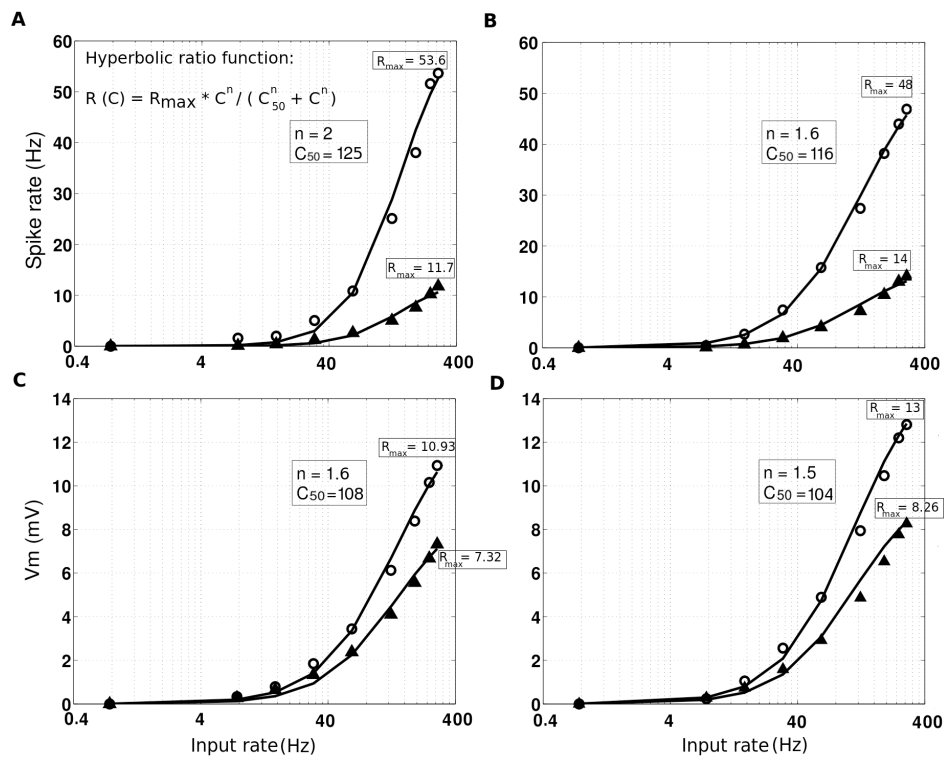 A
Hyperbolic ratio function:
R (C) = Rmax * C^n / ( C50^n + C^n)
n = 2
C50 = 125
Rmax = 53.6
Rmax = 11.7
Spike rate (Hz)
60
50
40
30
20
10
0
0.4 4 40 400
B
n = 1.6
C50 = 116
Rmax = 48
Rmax = 14
60
50
40
30
20
10
0
0.4 4 40 400
C
n = 1.6
C50 = 108
Rmax = 10.93
Rmax = 7.32
Vm (mV)
14
12
10
8
6
4
2
0
0.4 4 40 400
Input rate (Hz)
D
n = 1.5
C50 = 104
Rmax = 13
Rmax = 8.26
14
12
10
8
6
4
2
0
0.4 4 40 400
Input rate (Hz)